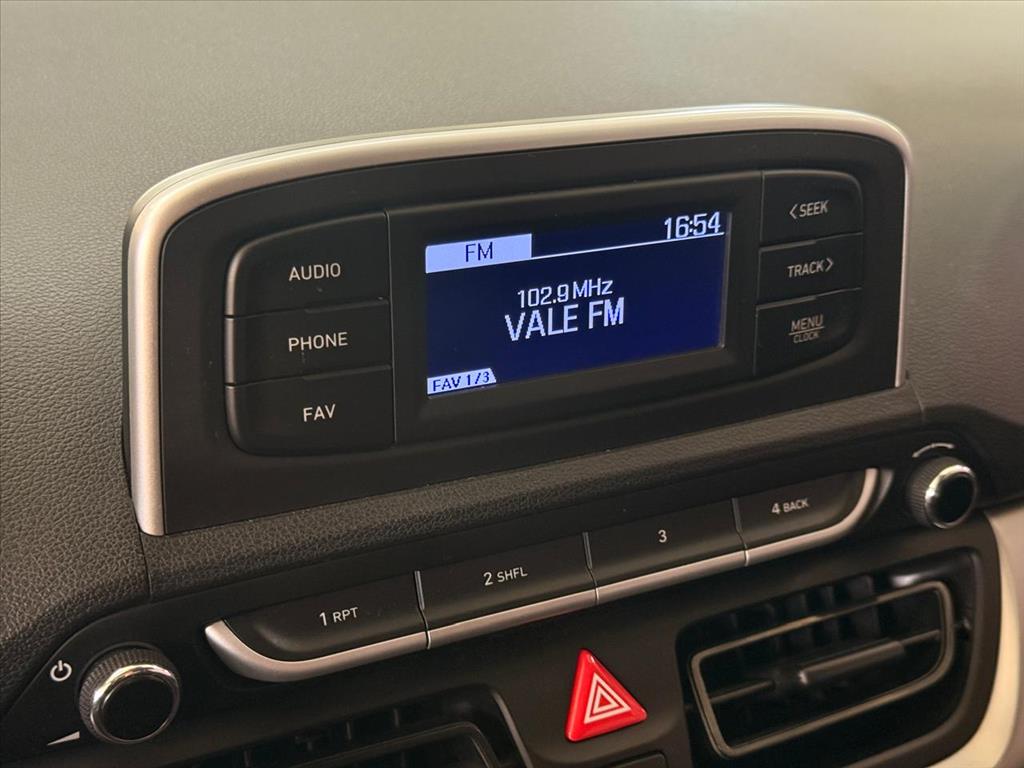 AUDIO
PHONE
FAV
FM
16:54
102.9 MHz
VALE FM
FAV 1/3
<SEEK
TRACK>
MENU
CLOCK
1 RPT
2 SHFL
3
4 BACK